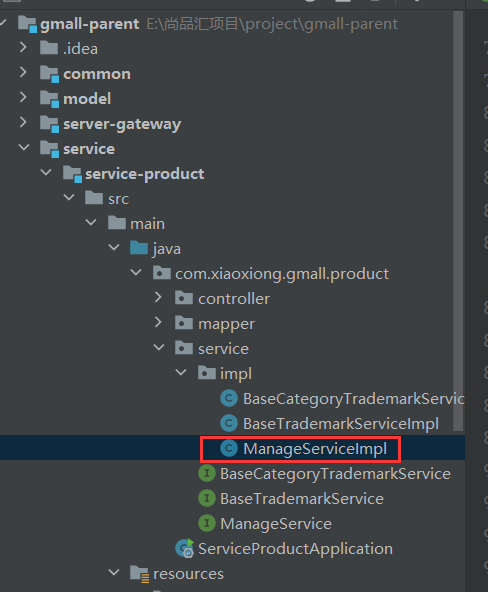 gmall-parent E:\尚品汇项目\project\gmall-parent
.idea
common
model
server-gateway
service
service-product
src
main
java
com.xiaoxiong.gmall.product
controller
mapper
service
impl
BaseCategoryTrademarkServic
BaseTrademarkServiceImpl
ManageServiceImpl
BaseCategoryTrademarkService
BaseTrademarkService
ManageService
ServiceProductApplication
resources